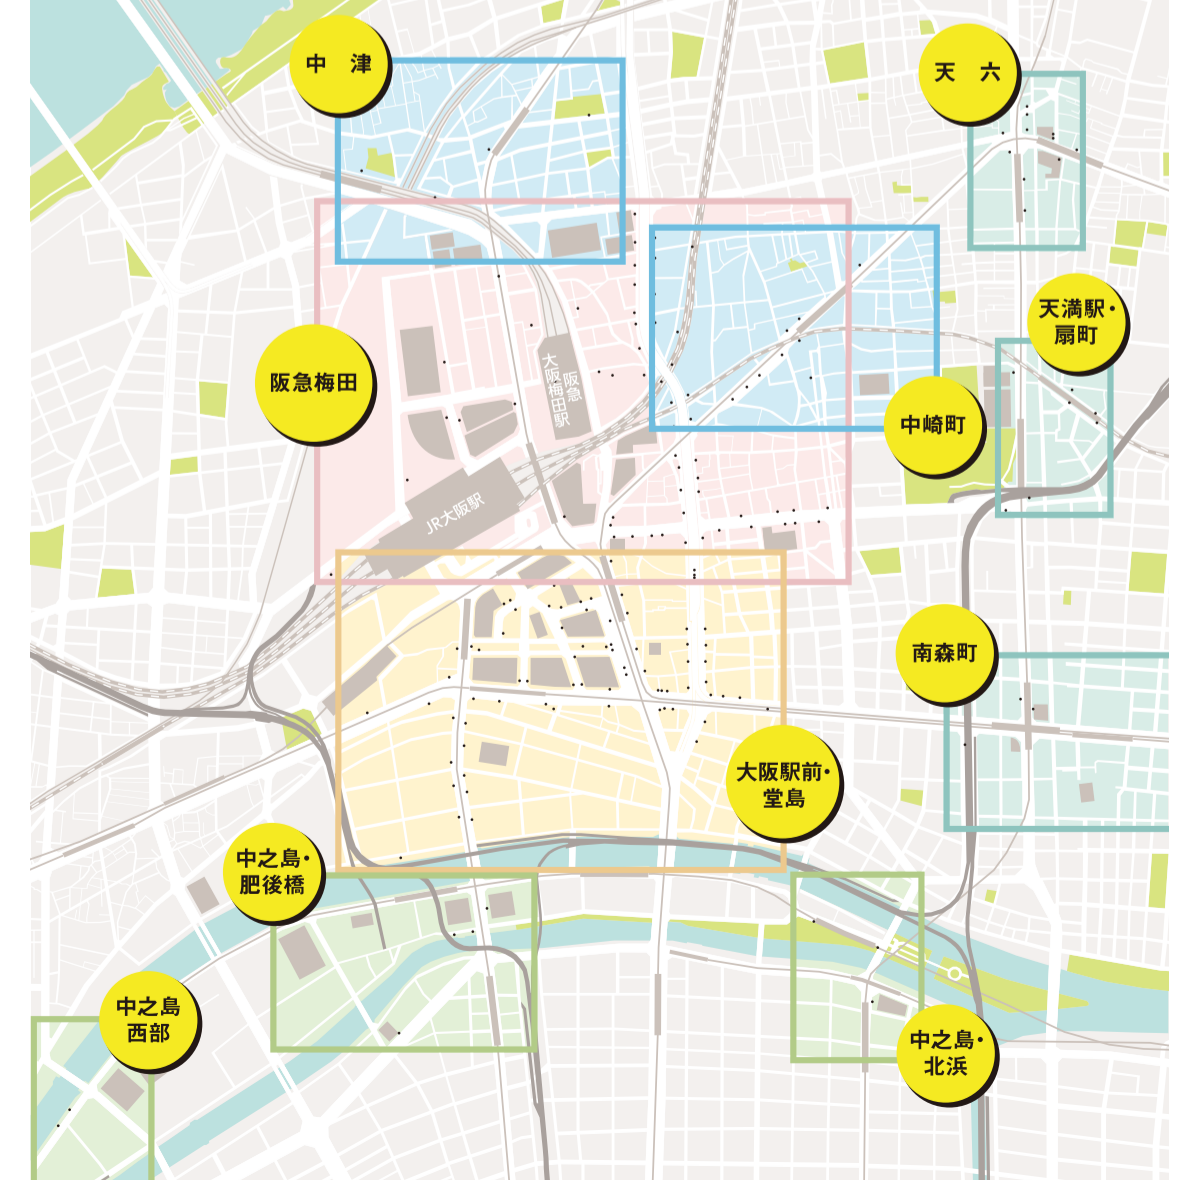 中　津
天　六
天満駅・
扇町
阪急梅田
大阪梅田駅
阪急
中崎町
JR大阪駅
南森町
大阪駅前・
堂島
中之島・
肥後橋
中之島
西部
中之島・
北浜